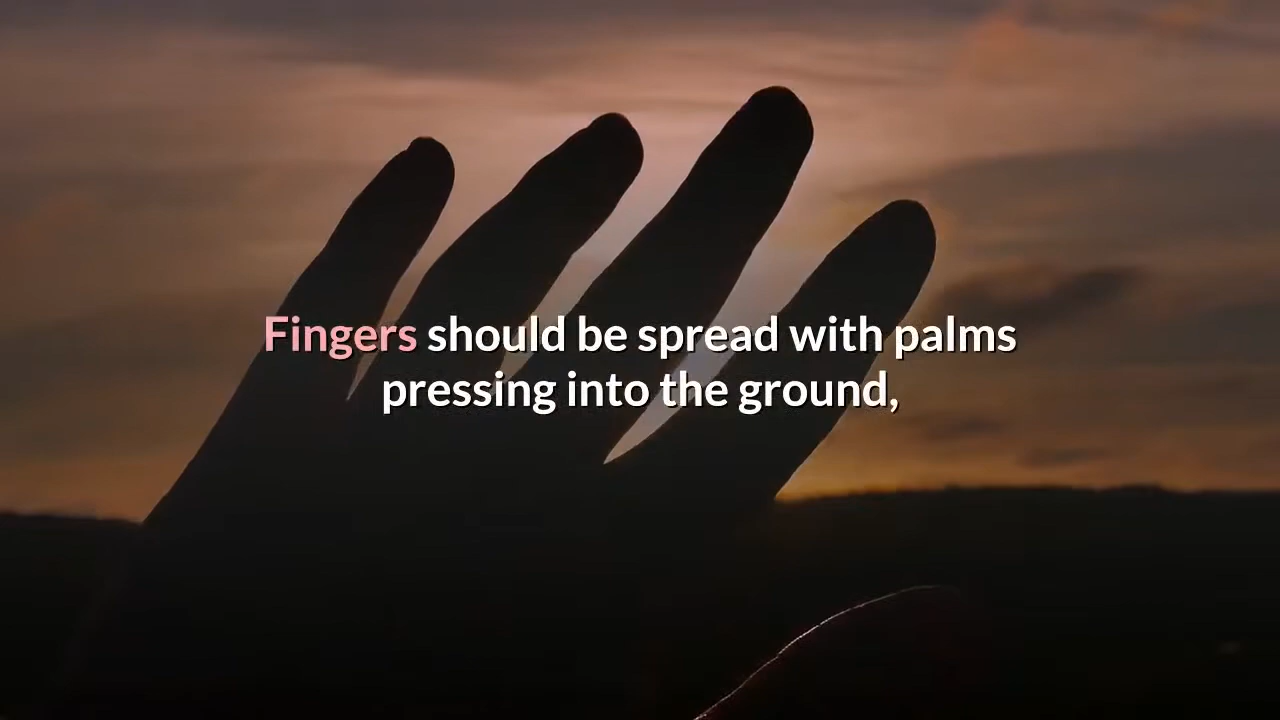 Fingers should be spread with palms
pressing into the ground,